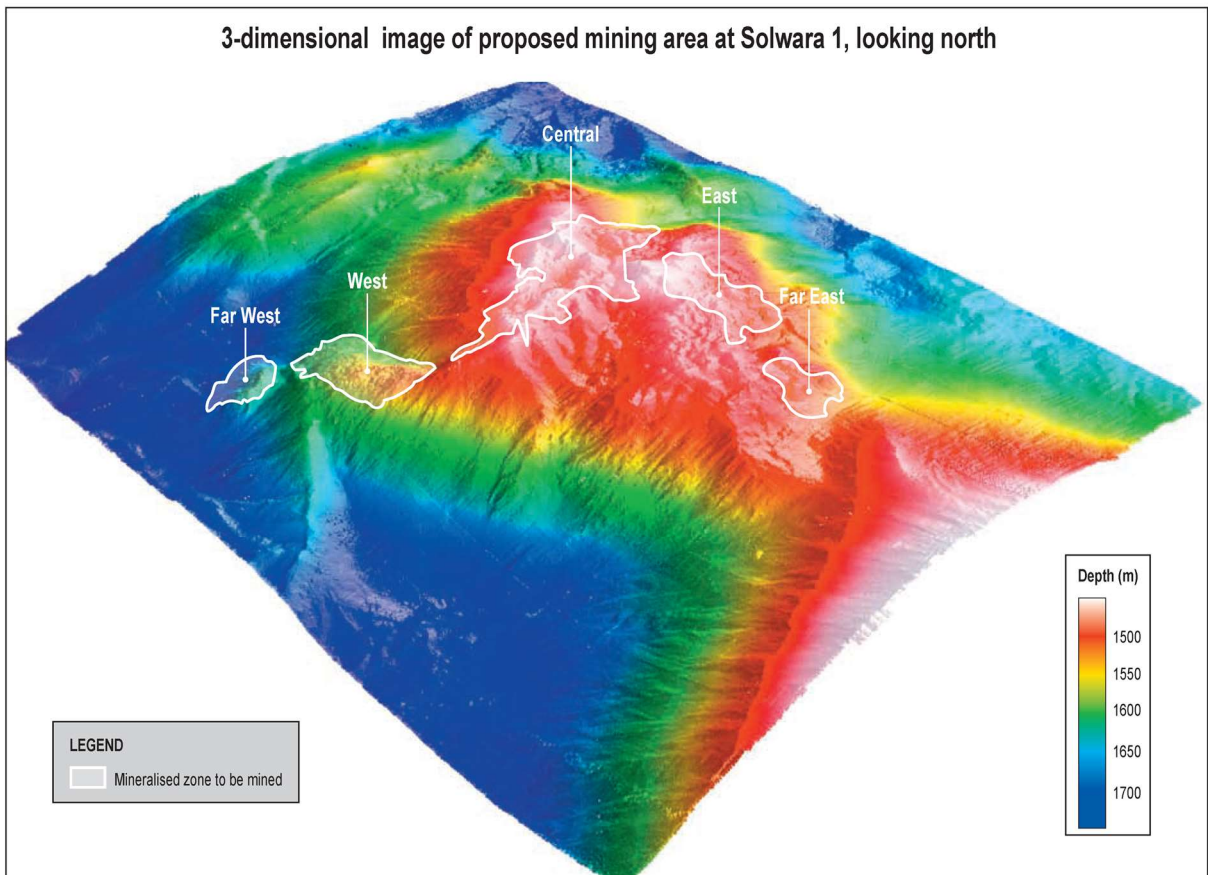 3-dimensional image of proposed mining area at Solwara 1, looking north
Central
East
West
Far East
Far West
Depth (m)
1500
1550
1600
1650
1700
LEGEND
Mineralised zone to be mined